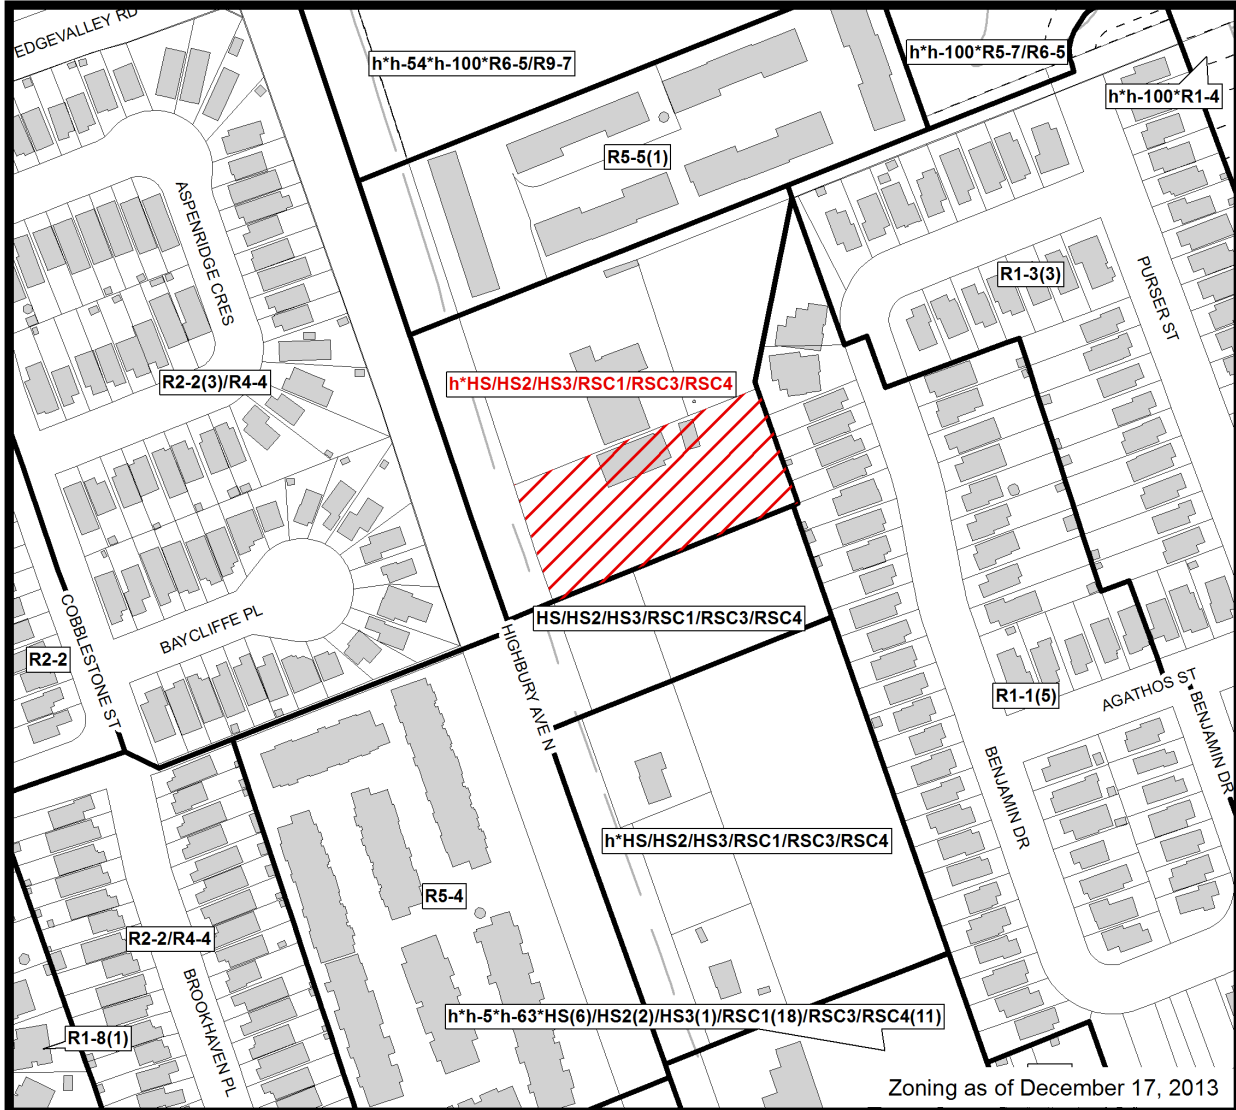 EDGEVALLEY RD
h*h-54*h-100*R6-5/R9-7
h*h-100*R5-7/R6-5
h*h-100*R1-4
R5-5(1)
ASPENRIDGE CRES
R1-3(3)
PURSER ST
R2-2(3)/R4-4
h*HS/HS2/HS3/RSC1/RSC3/RSC4
COBBLESTONE ST
BAYCLIFFE PL
HS/HS2/HS3/RSC1/RSC3/RSC4
HIGHBURY AVE N
R2-2
R1-1(5)
AGATHOS ST
BENJAMIN DR
BENJAMIN DR
h*HS/HS2/HS3/RSC1/RSC3/RSC4
R5-4
R2-2/R4-4
BROOKHAVEN PL
h*h-5*h-63*HS(6)/HS2(2)/HS3(1)/RSC1(18)/RSC3/RSC4(11)
R1-8(1)
Zoning as of December 17, 2013